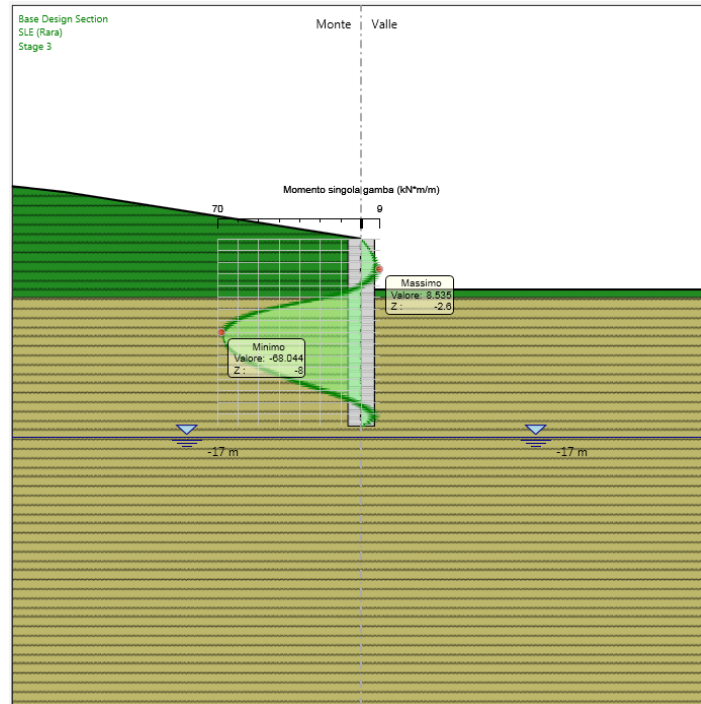 Base Design Section
SLE (Rara)
Stage 3
Monte
Valle
Momento singola gamba (kN*m/m)
70
9
Massimo
Valore: 8.535
Z : -2.6
Minimo
Valore: -68.044
Z : -8
-17 m
-17 m